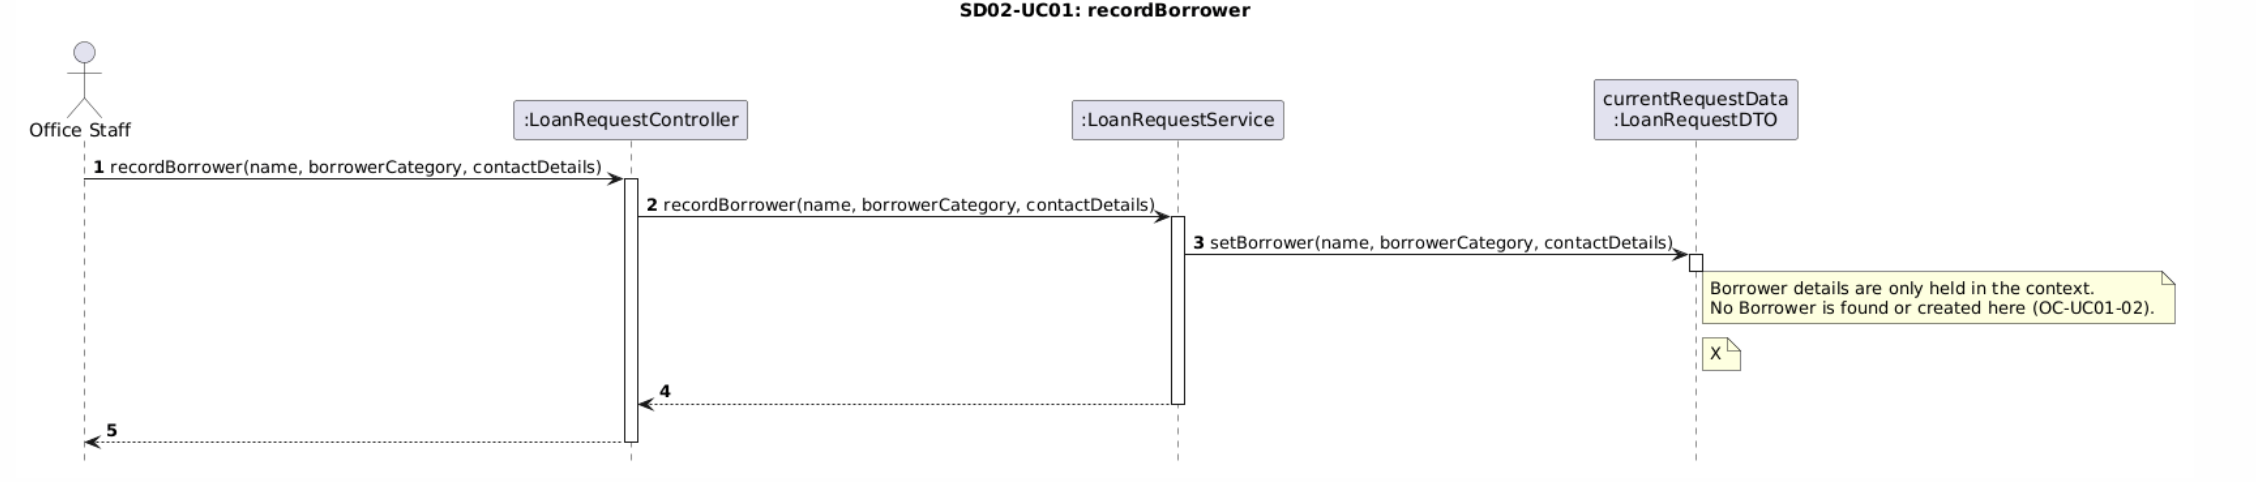 SD02-UC01: recordBorrower
Office Staff
:LoanRequestController
:LoanRequestService
currentRequestData
:LoanRequestDTO
1 recordBorrower(name, borrowerCategory, contactDetails)
2 recordBorrower(name, borrowerCategory, contactDetails)
3 setBorrower(name, borrowerCategory, contactDetails)
Borrower details are only held in the context.
No Borrower is found or created here (OC-UC01-02).
X
4
5